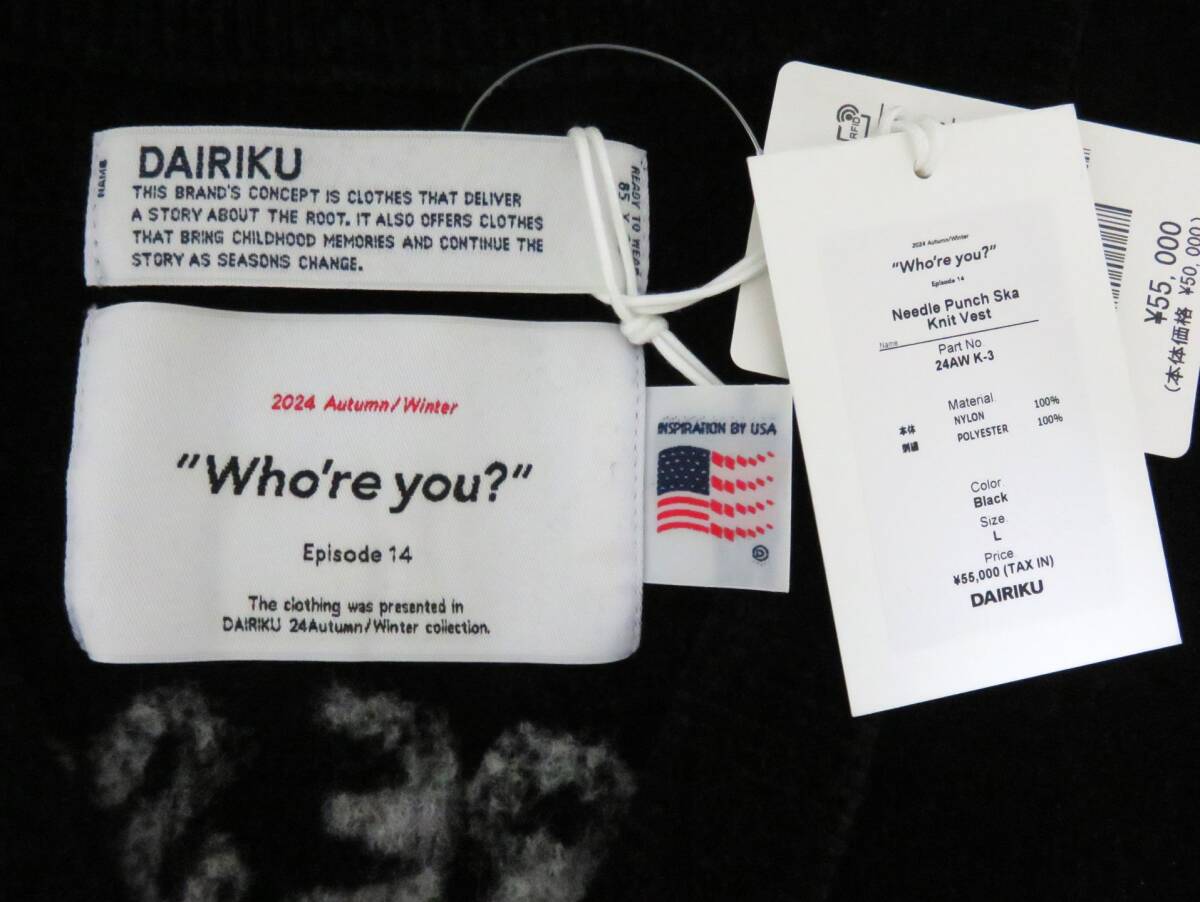 NAME
DAIRIKU
THIS BRAND'S CONCEPT IS CLOTHES THAT DELIVER
A STORY ABOUT THE ROOT. IT ALSO OFFERS CLOTHES
THAT BRING CHILDHOOD MEMORIES AND CONTINUE THE
STORY AS SEASONS CHANGE.
READY TO WEAR
2024 Autumn/Winter
"Who're you?"
Episode 14
The clothing was presented in
DAIRIKU 24Autumn/Winter collection.
INSPIRATION BY USA
RFID
¥55,000
(本体価格 ¥50,000)
2024 Autumn/Winter
"Who're you?"
Episode 14
Needle Punch Ska
Knit Vest
Name
Part No.
24AW K-3
Material
本体 NYLON 100%
刺繍 POLYESTER 100%
Color
Black
Size
L
Price
¥55,000 (TAX IN)
DAIRIKU